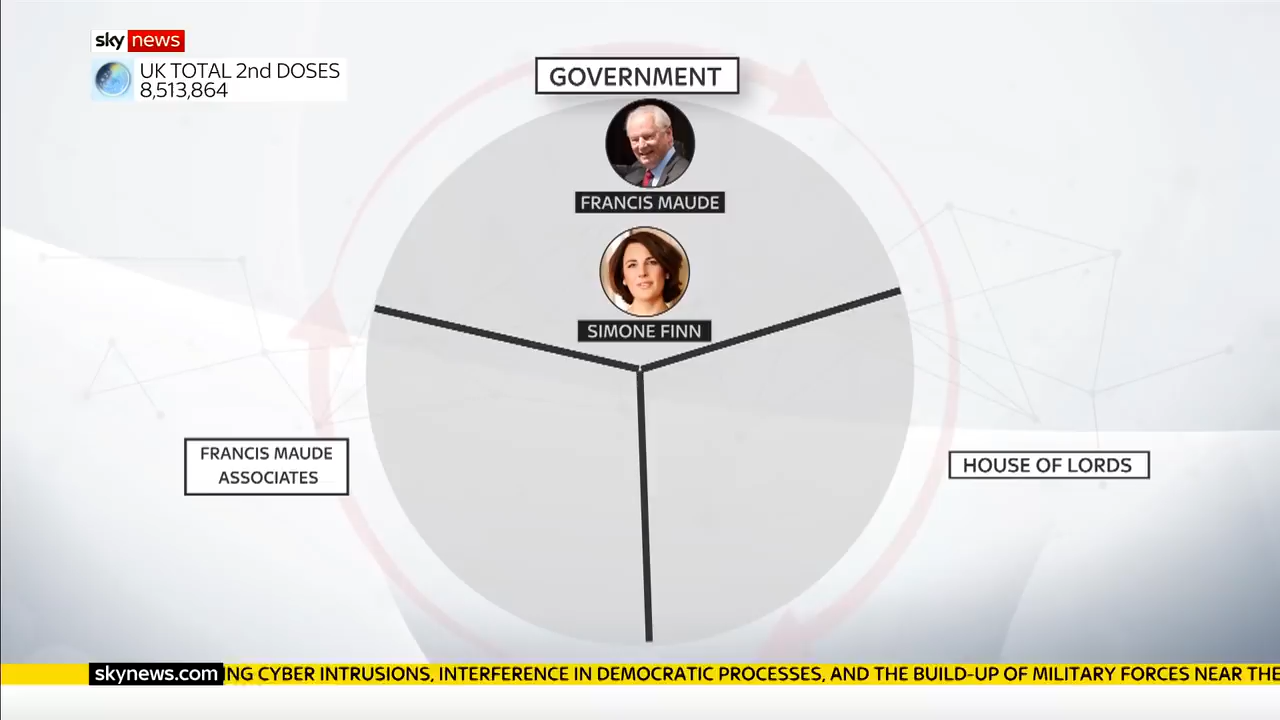 sky news
UK TOTAL 2nd DOSES
8,513,864
GOVERNMENT
FRANCIS MAUDE
SIMONE FINN
FRANCIS MAUDE
ASSOCIATES
HOUSE OF LORDS
skynews.com
ING CYBER INTRUSIONS, INTERFERENCE IN DEMOCRATIC PROCESSES, AND THE BUILD-UP OF MILITARY FORCES NEAR THE